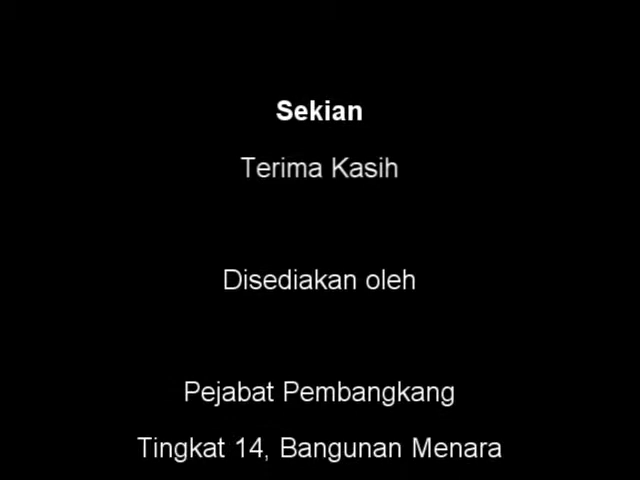 Sekian
Terima Kasih
Disediakan oleh
Pejabat Pembangkang
Tingkat 14, Bangunan Menara